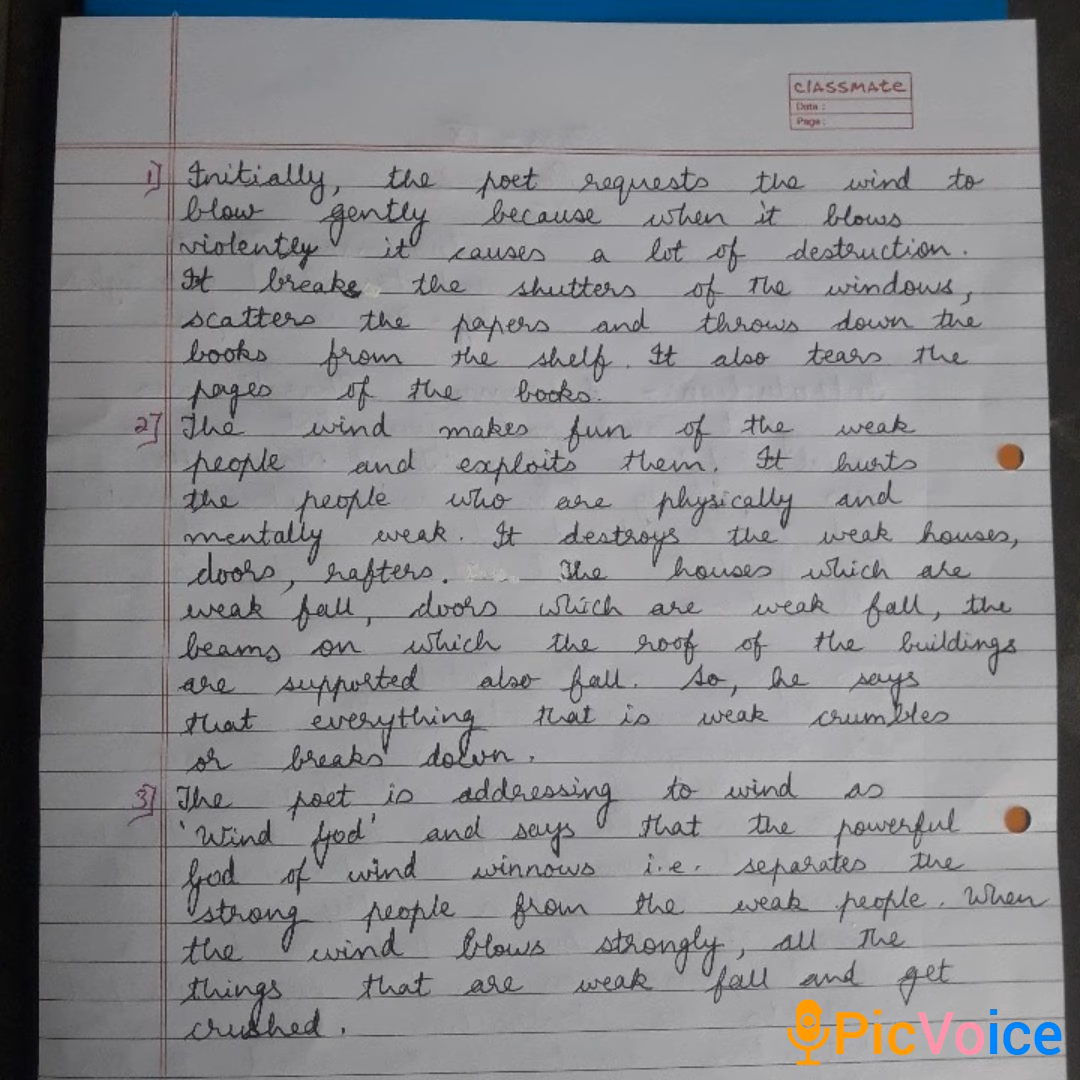 classmate
Date :
Page :
1] Initially, the poet requests the wind to
blow gently because when it blows
violently it causes a lot of destruction.
It breaks the shutters of the windows,
scatters the papers and throws down the
books from the shelf. It also tears the
pages of the books.
2] The wind makes fun of the weak
people and exploits them. It hurts
the people who are physically and
mentally weak. It destroys the weak houses,
doors, rafters. The houses which are
weak fall, doors which are weak fall, the
beams on which the roof of the buildings
are supported also fall. So, he says
that everything that is weak crumbles
or breaks down.
3] The poet is addressing to wind as
'Wind God' and says that the powerful
God of wind winnows i.e. separates the
strong people from the weak people. When
the wind blows strongly, all the
things that are weak fall and get
crushed.
PicVoice